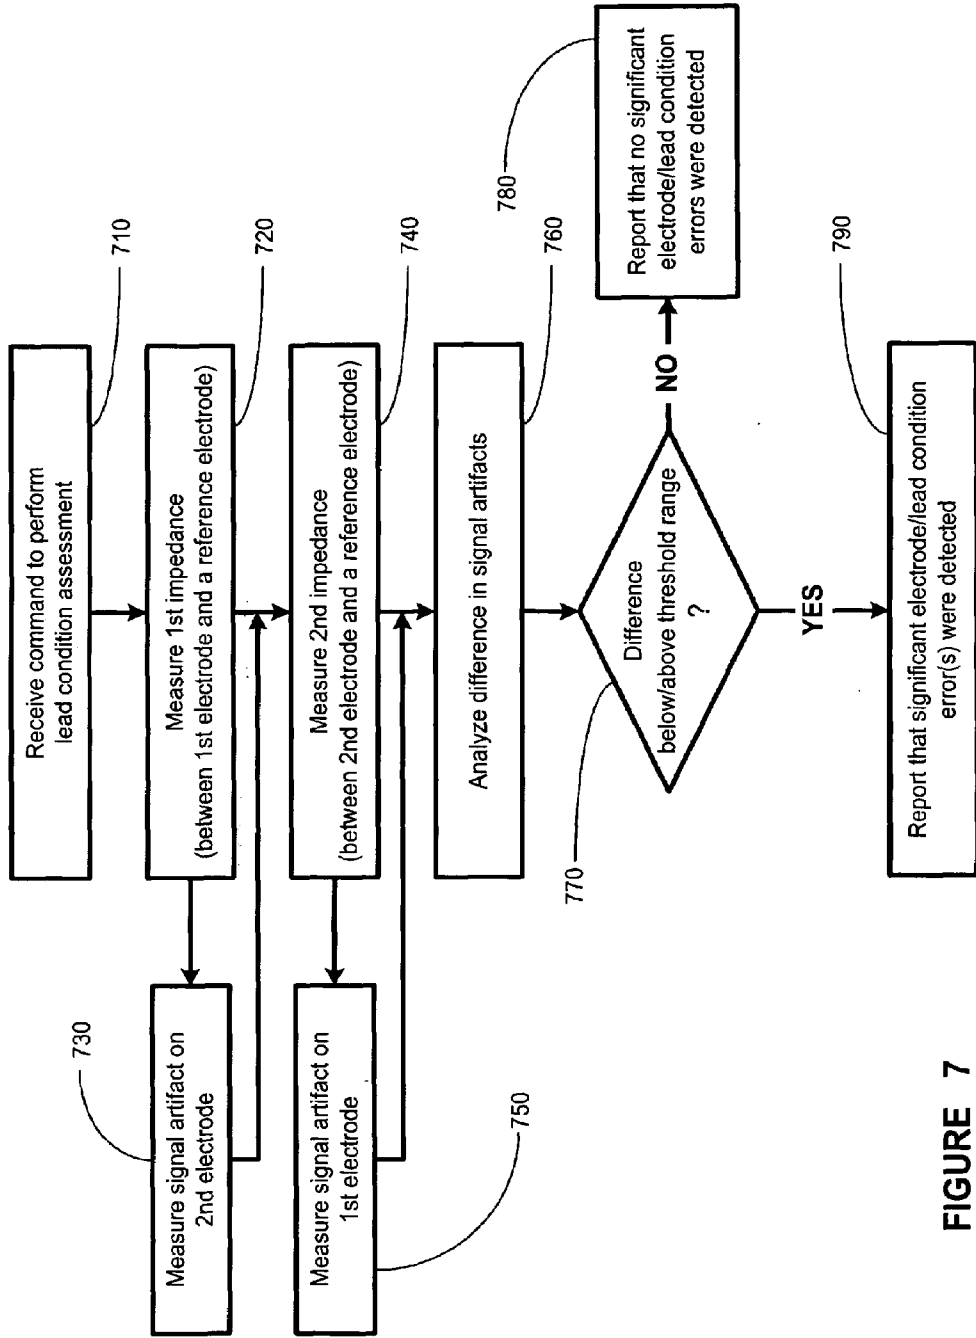 Receive command to perform
lead condition assessment
710
Measure 1st impedance
(between 1st electrode and a reference electrode)
720
Measure signal artifact on
2nd electrode
730
Measure 2nd impedance
(between 2nd electrode and a reference electrode)
740
Measure signal artifact on
1st electrode
750
Analyze difference in signal artifacts
760
Difference
below/above threshold range
?
770
NO
Report that no significant
electrode/lead condition
errors were detected
780
YES
Report that significant electrode/lead condition
error(s) were detected
790
FIGURE 7